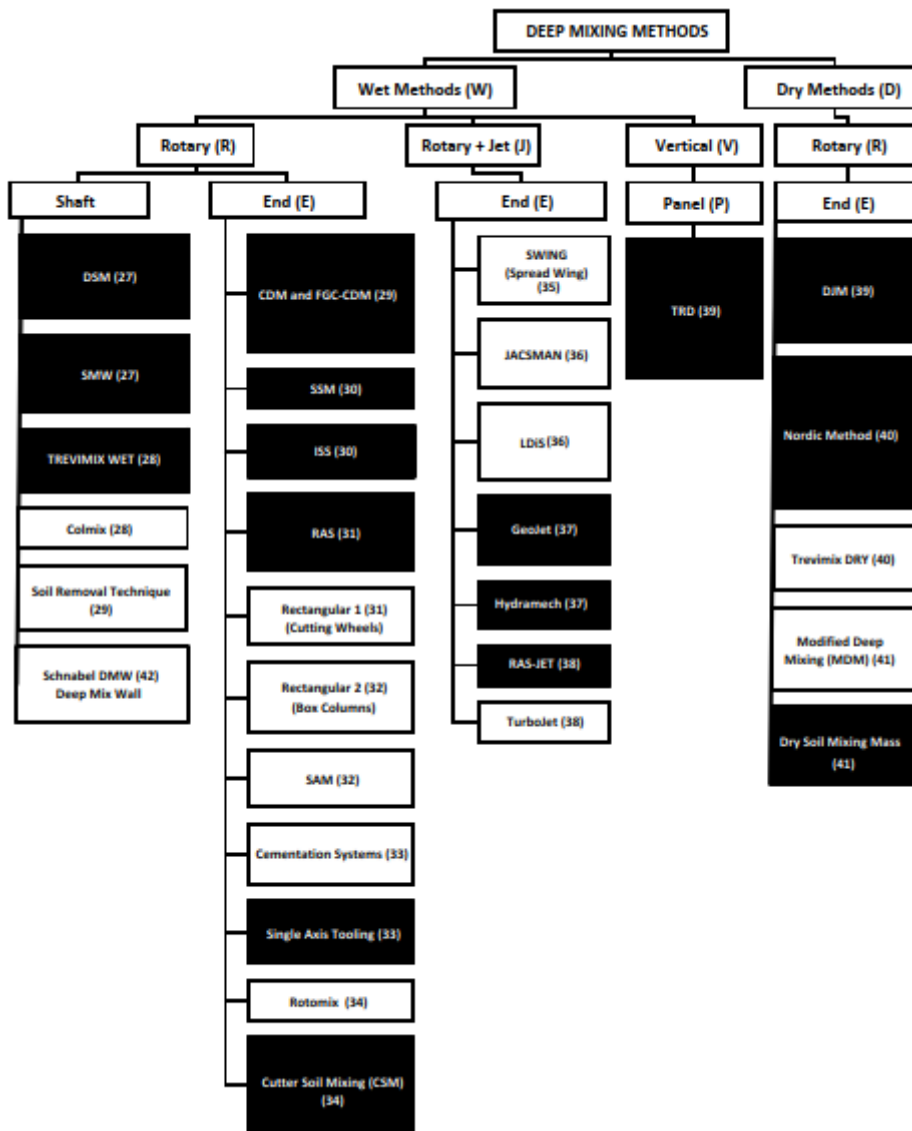 DEEP MIXING METHODS
Wet Methods (W)
Dry Methods (D)
Rotary (R)
Rotary + Jet (J)
Vertical (V)
Rotary (R)
Shaft
End (E)
End (E)
Panel (P)
End (E)
DSM (27)
SMW (27)
TREVIMIX WET (28)
Colmix (28)
Soil Removal Technique
(29)
Schnabel DMW (42)
Deep Mix Wall
CDM and FGC-CDM (29)
SSM (30)
ISS (30)
RAS (31)
Rectangular 1 (31)
(Cutting Wheels)
Rectangular 2 (32)
(Box Columns)
SAM (32)
Cementation Systems (33)
Single Axis Tooling (33)
Rotomix (34)
Cutter Soil Mixing (CSM)
(34)
SWING
(Spread Wing)
(35)
JACSMAN (36)
LDiS (36)
GeoJet (37)
Hydramech (37)
RAS-JET (38)
TurboJet (38)
TRD (39)
DJM (39)
Nordic Method (40)
Trevimix DRY (40)
Modified Deep
Mixing (MDM) (41)
Dry Soil Mixing Mass
(41)